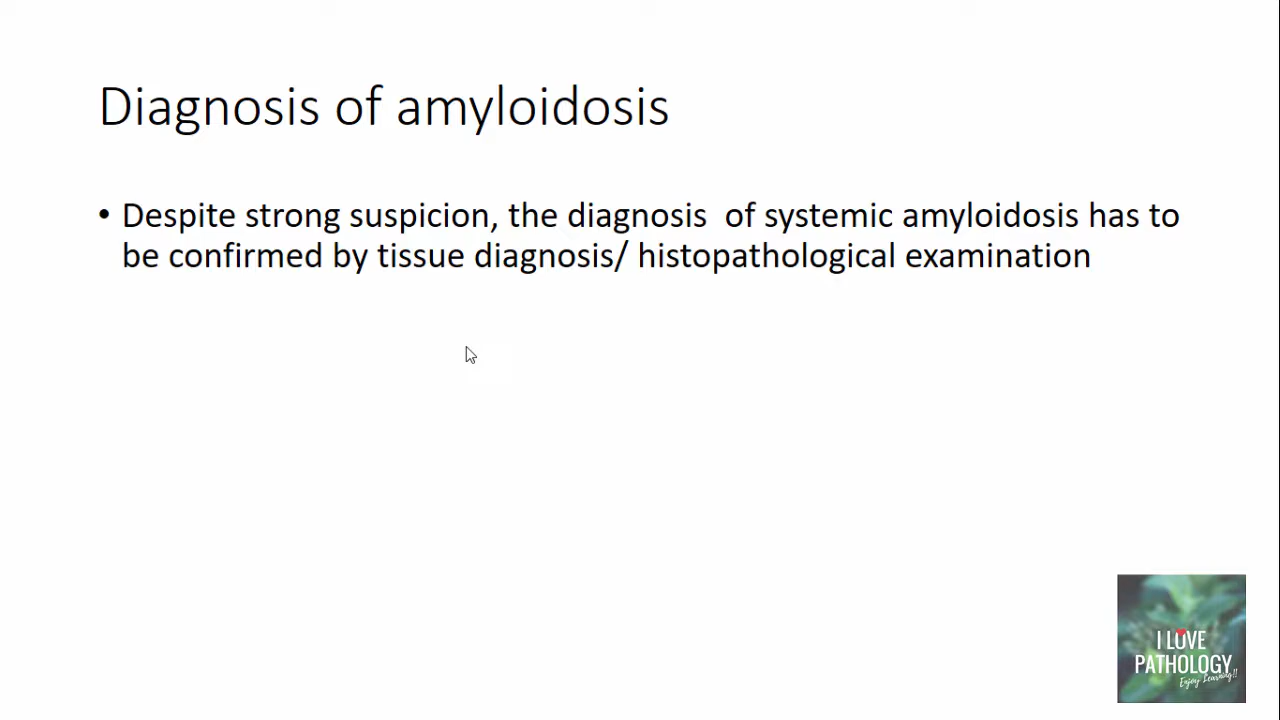 Diagnosis of amyloidosis
• Despite strong suspicion, the diagnosis of systemic amyloidosis has to
be confirmed by tissue diagnosis/ histopathological examination
I LOVE
PATHOLOGY
Enjoy Learning!!